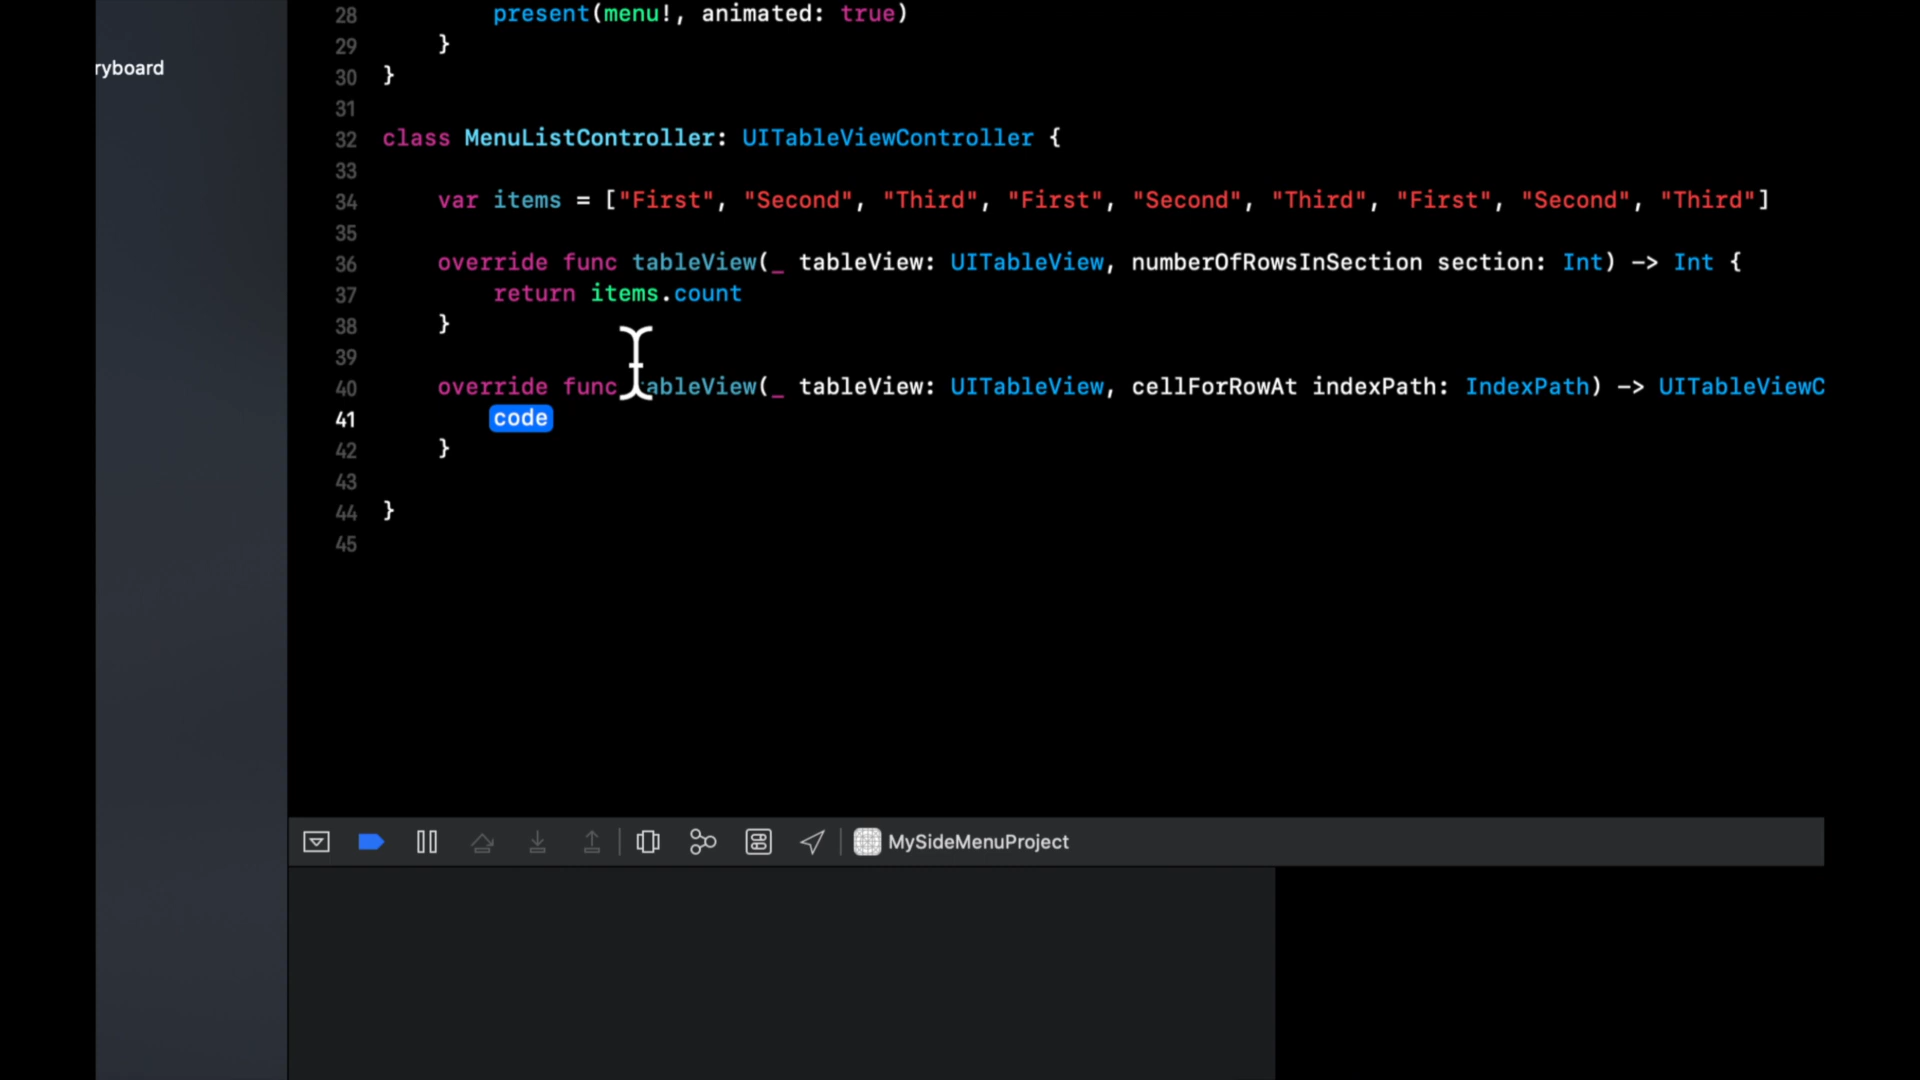 28 present(menu!, animated: true)
29 }
ryboard
30 }
31
32 class MenuListController: UITableViewController {
33
34 var items = ["First", "Second", "Third", "First", "Second", "Third", "First", "Second", "Third"]
35
36 override func tableView(_ tableView: UITableView, numberOfRowsInSection section: Int) -> Int {
37 return items.count
38 }
39
40 override func tableView(_ tableView: UITableView, cellForRowAt indexPath: IndexPath) -> UITableViewC
41 code
42 }
43
44 }
45
MySideMenuProject